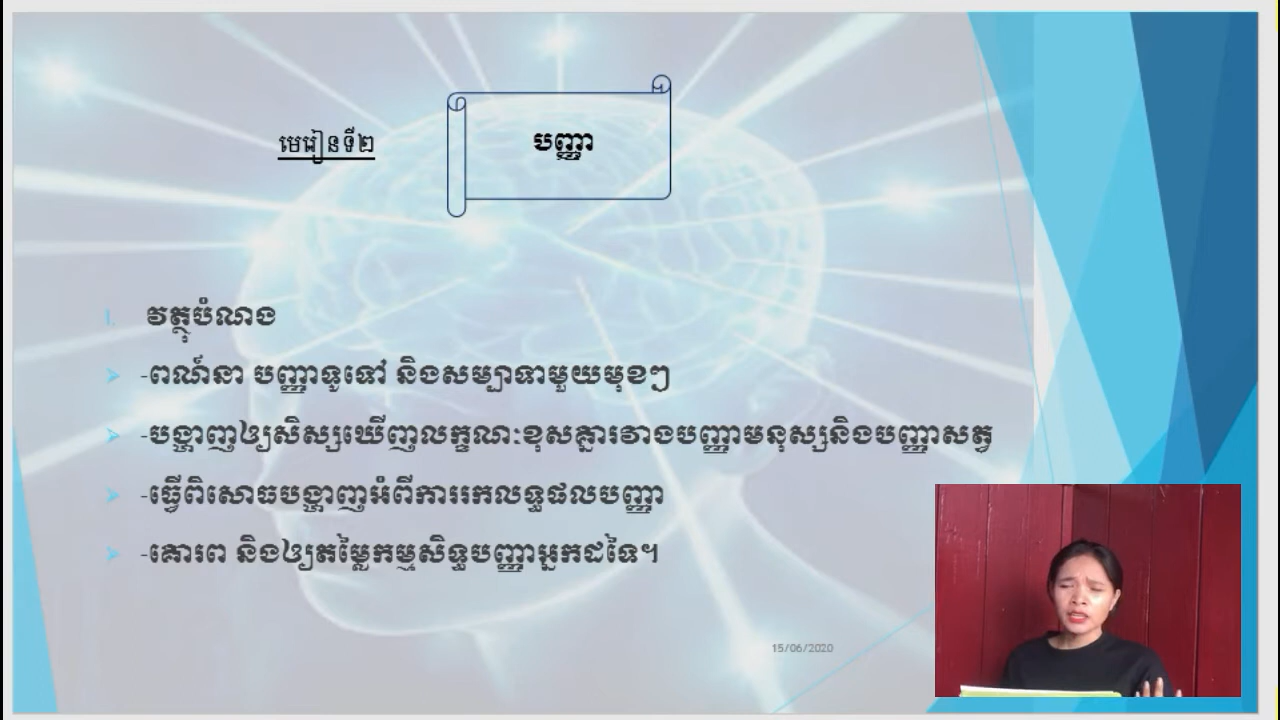 មេរៀនទី២
បញ្ញា
I. វត្ថុបំណង
-ពណ៌នា បញ្ញាទូទៅ និងសម្បាទាមួយមុខៗ
-បង្ហាញឲ្យសិស្សឃើញលក្ខណៈខុសគ្នារវាងបញ្ញាមនុស្សនិងបញ្ញាសត្វ
-ធ្វើពិសោធបង្ហាញអំពីការរកលទ្ធផលបញ្ញា
-គោរព និងឲ្យតម្លៃកម្មសិទ្ធបញ្ញាអ្នកដទៃ។
15/06/2020